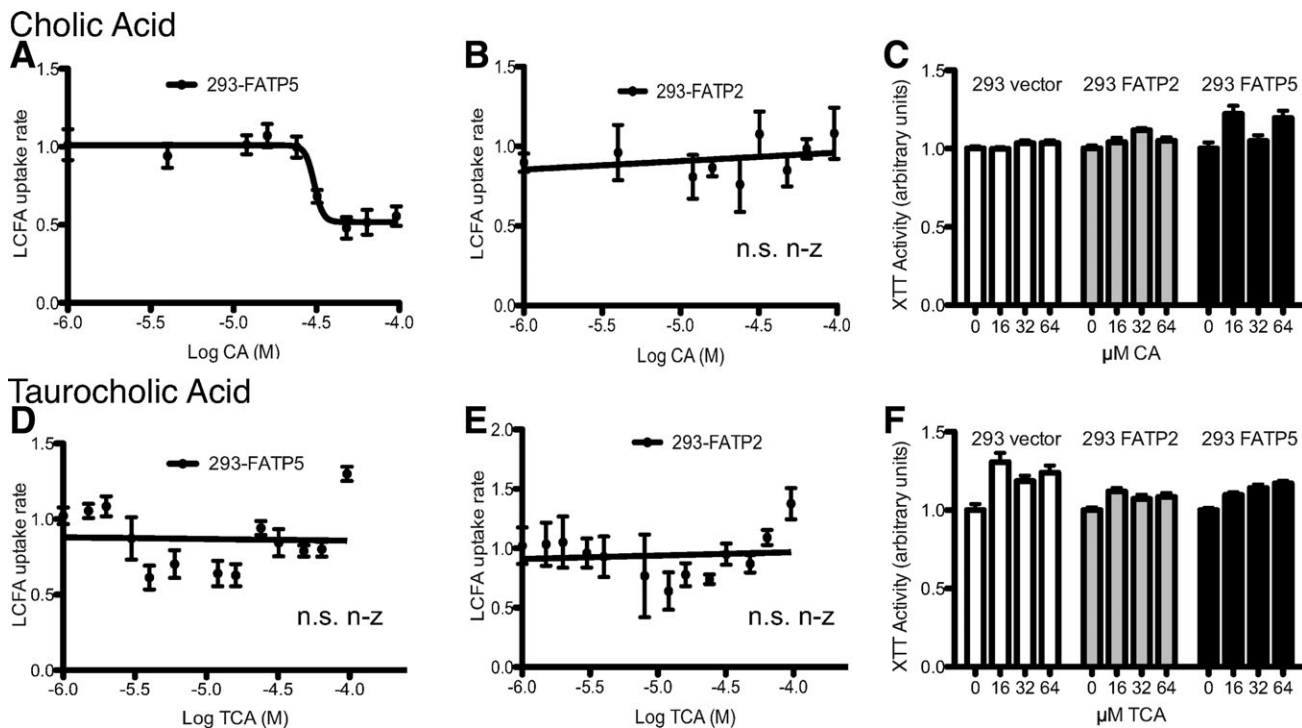 Cholic Acid
A
1.5
1.0
0.5
0.0
LCFA uptake rate
293-FATP5
-6.0 -5.5 -5.0 -4.5 -4.0
Log CA (M)
B
1.5
1.0
0.5
0.0
LCFA uptake rate
293-FATP2
n.s. n-z
-6.0 -5.5 -5.0 -4.5 -4.0
Log CA (M)
C
1.5
1.0
0.5
0.0
XTT Activity (arbitrary units)
293 vector 293 FATP2 293 FATP5
0 16 32 64 0 16 32 64 0 16 32 64
µM CA
Taurocholic Acid
D
1.5
1.0
0.5
0.0
LCFA uptake rate
293-FATP5
n.s. n-z
-6.0 -5.5 -5.0 -4.5 -4.0
Log TCA (M)
E
2.0
1.5
1.0
0.5
0.0
LCFA uptake rate
293-FATP2
n.s. n-z
-6.0 -5.5 -5.0 -4.5 -4.0
Log TCA (M)
F
1.5
1.0
0.5
0.0
XTT Activity (arbitrary units)
293 vector 293 FATP2 293 FATP5
0 16 32 64 0 16 32 64 0 16 32 64
µM TCA